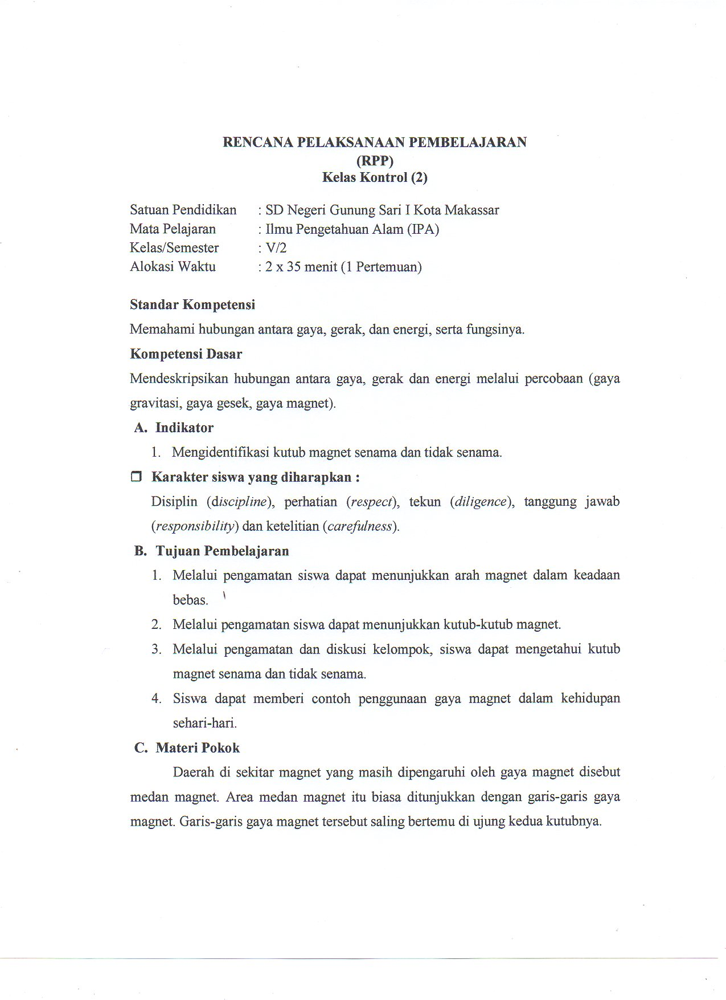 RENCANA PELAKSANAAN PEMBELAJARAN
(RPP)
Kelas Kontrol (2)
Satuan Pendidikan : SD Negeri Gunung Sari I Kota Makassar
Mata Pelajaran : Ilmu Pengetahuan Alam (IPA)
Kelas/Semester : V/2
Alokasi Waktu : 2 x 35 menit (1 Pertemuan)
Standar Kompetensi
Memahami hubungan antara gaya, gerak, dan energi, serta fungsinya.
Kompetensi Dasar
Mendeskripsikan hubungan antara gaya, gerak dan energi melalui percobaan (gaya
gravitasi, gaya gesek, gaya magnet).
A. Indikator
1. Mengidentifikasi kutub magnet senama dan tidak senama.
❒ Karakter siswa yang diharapkan :
Disiplin (discipline), perhatian (respect), tekun (diligence), tanggung jawab
(responsibility) dan ketelitian (carefulness).
B. Tujuan Pembelajaran
1. Melalui pengamatan siswa dapat menunjukkan arah magnet dalam keadaan
bebas.
2. Melalui pengamatan siswa dapat menunjukkan kutub-kutub magnet.
3. Melalui pengamatan dan diskusi kelompok, siswa dapat mengetahui kutub
magnet senama dan tidak senama.
4. Siswa dapat memberi contoh penggunaan gaya magnet dalam kehidupan
sehari-hari.
C. Materi Pokok
Daerah di sekitar magnet yang masih dipengaruhi oleh gaya magnet disebut
medan magnet. Area medan magnet itu biasa ditunjukkan dengan garis-garis gaya
magnet. Garis-garis gaya magnet tersebut saling bertemu di ujung kedua kutubnya.